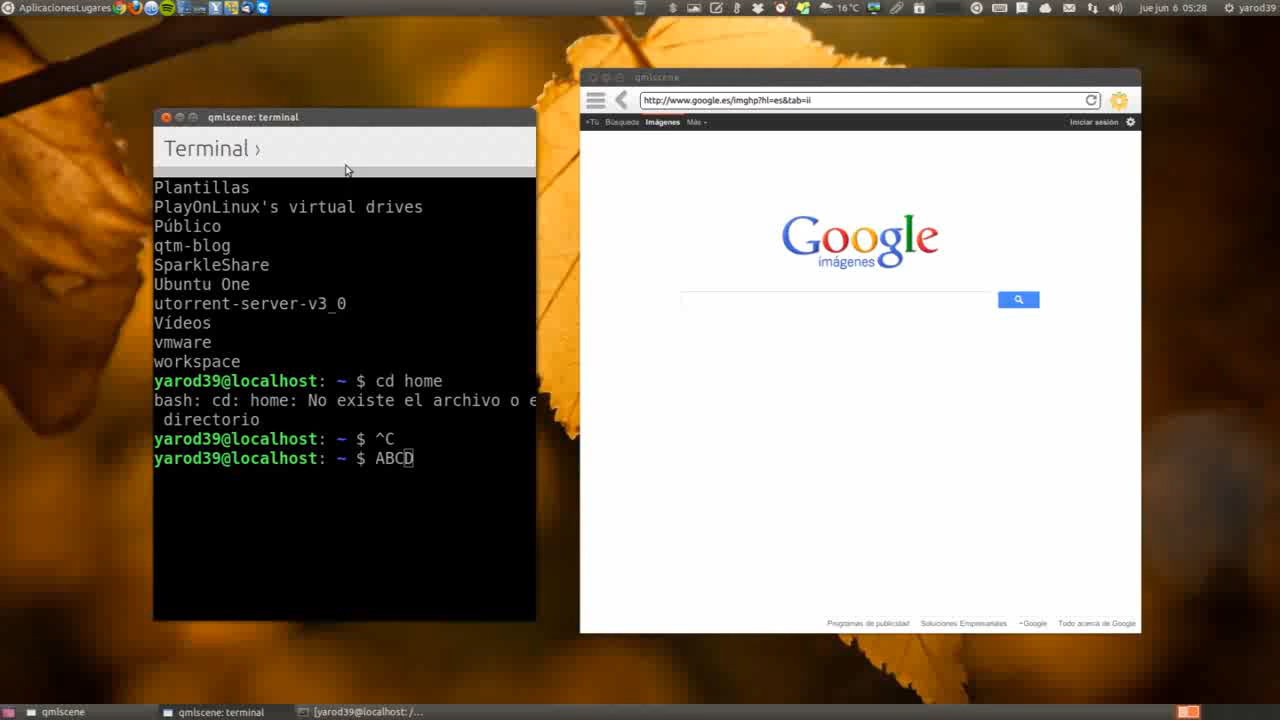 AplicacionesLugares
16°C
jue jun 6 05:28
yarod39
qmlscene: terminal
Terminal ›
Plantillas
PlayOnLinux's virtual drives
Público
qtm-blog
SparkleShare
Ubuntu One
utorrent-server-v3_0
Vídeos
vmware
workspace
yarod39@localhost: ~ $ cd home
bash: cd: home: No existe el archivo o e
directorio
yarod39@localhost: ~ $ ^C
yarod39@localhost: ~ $ ABCD
qmlscene
http://www.google.es/imghp?hl=es&tab=ii
+Tú Búsqueda Imágenes Más
Iniciar sesión
Google
imágenes
Programas de publicidad Soluciones Empresariales +Google Todo acerca de Google
qmlscene
qmlscene: terminal
[yarod39@localhost: /...